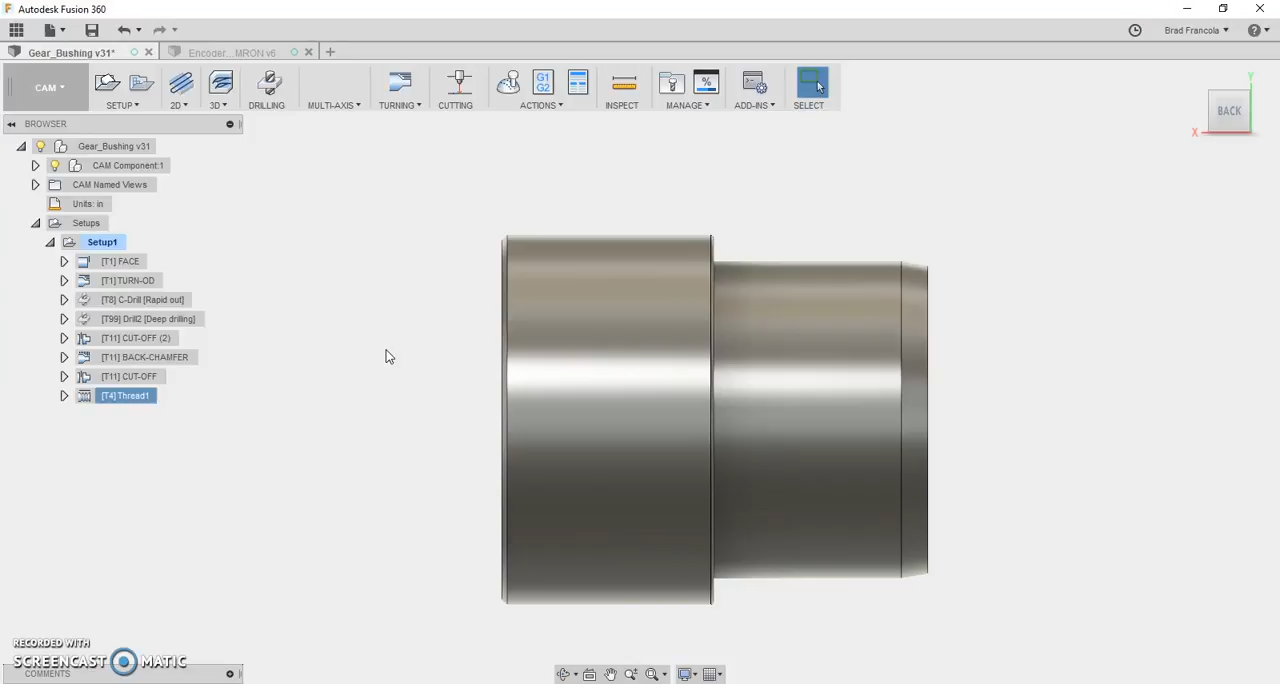 Autodesk Fusion 360
Brad Francola
Gear_Bushing v31*
Encoder...MRON v6
CAM
SETUP
2D
3D
DRILLING
MULTI-AXIS
TURNING
CUTTING
G1
G2
ACTIONS
INSPECT
%
MANAGE
ADD-INS
SELECT
BROWSER
Y
BACK
X
Gear_Bushing v31
CAM Component:1
CAM Named Views
Units: in
Setups
Setup1
[T1] FACE
[T1] TURN-OD
[T8] C-Drill [Rapid out]
[T99] Drill2 [Deep drilling]
[T11] CUT-OFF (2)
[T11] BACK-CHAMFER
[T11] CUT-OFF
[T4] Thread1
RECORDED WITH
SCREENCAST MATIC
COMMENTS